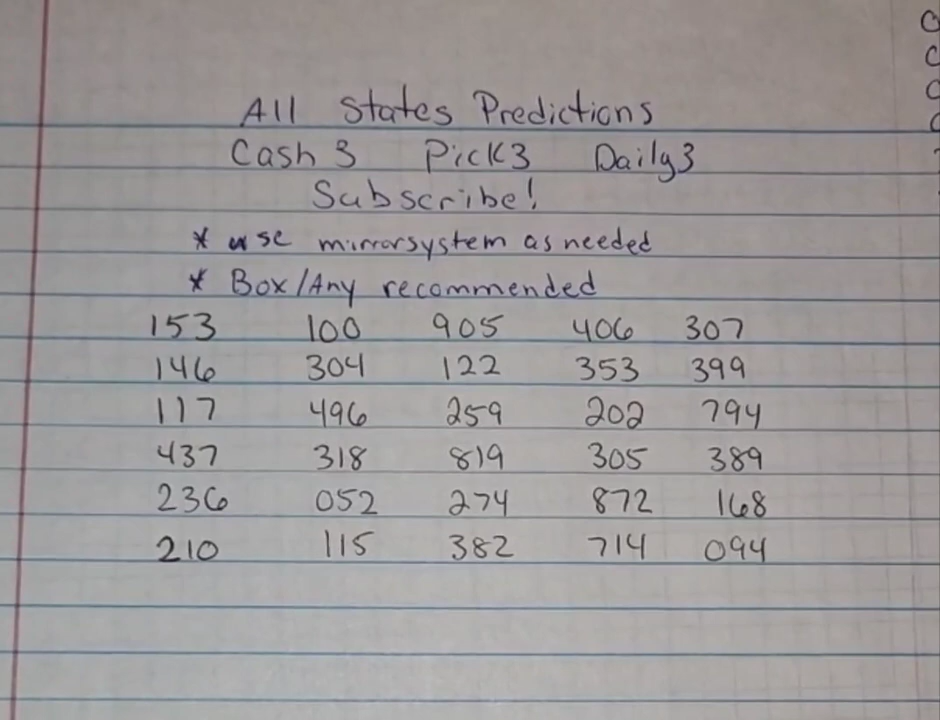 All States Predictions
Cash 3 Pick3 Daily3
Subscribe!
* use mirrorsystem as needed
* Box/Any recommended
153 100 905 406 307
146 304 122 353 399
117 496 259 202 794
437 318 819 305 389
236 052 274 872 168
210 115 382 714 094